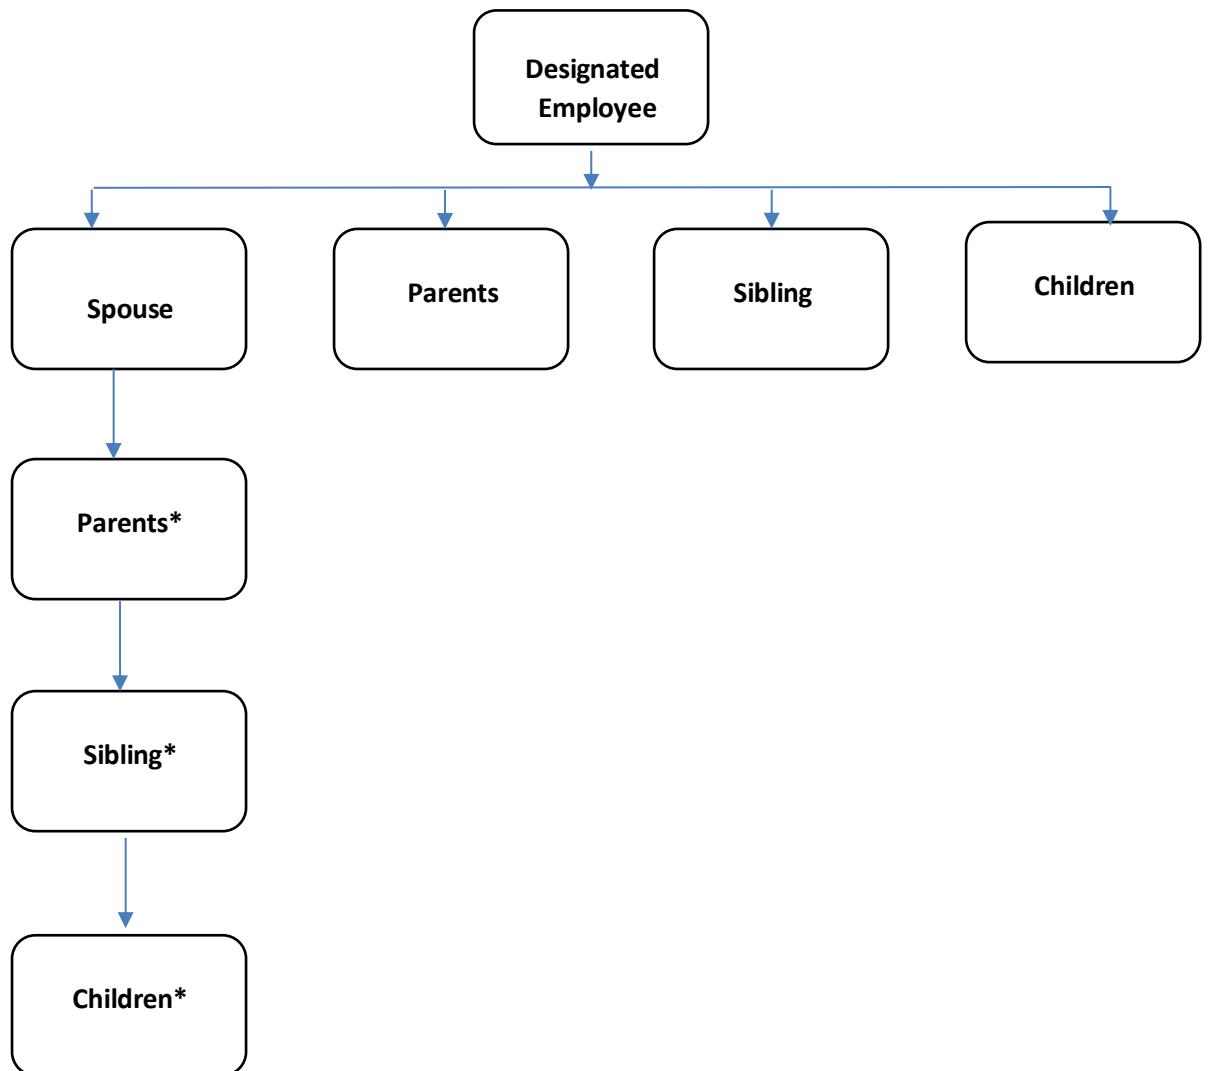 Designated
Employee
Spouse
Parents
Sibling
Children
Parents*
Sibling*
Children*